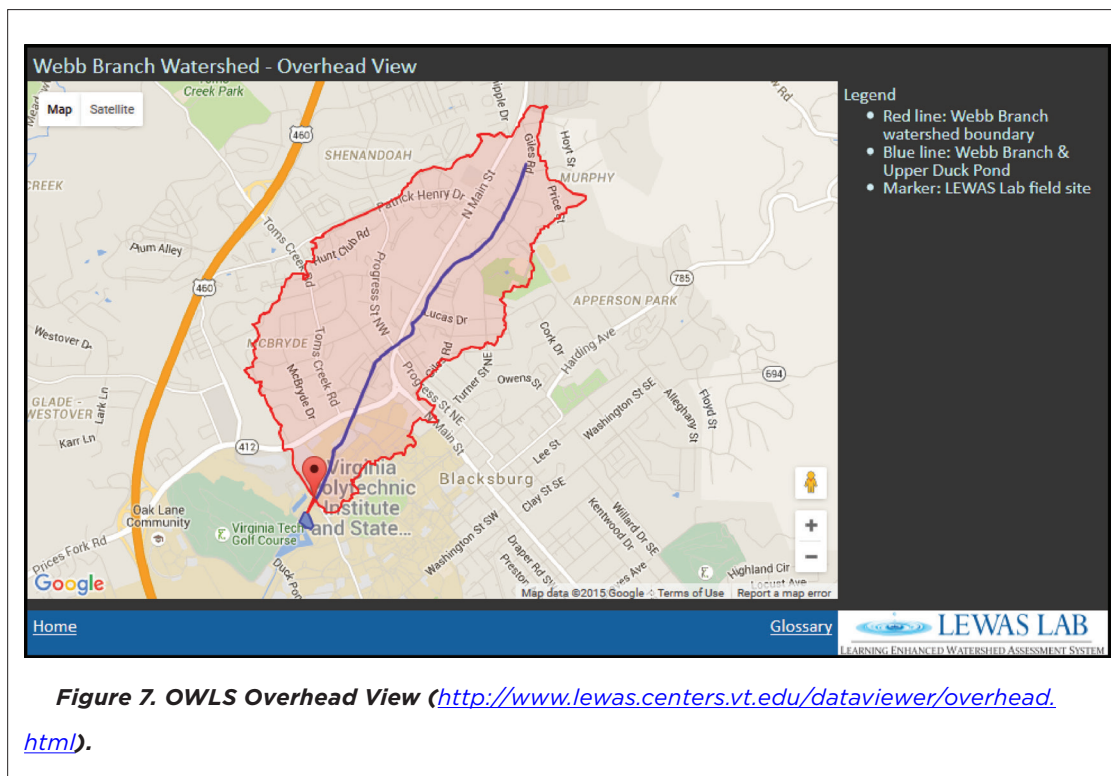 Webb Branch Watershed - Overhead View
Map Satellite
Creek Park
460
SHENANDOAH
Giles Rd
Hoyt St
MURPHY
CREEK
Patrick Henry Dr
N Main St
Price St
Toms Creek Rd
Plum Alley
Hunt Club Rd
460
Progress St NW
785
APPERSON PARK
Westover Dr
Lucas Dr
Cork Dr
Harding Ave
MCBRYDE
Toms Creek Rd
Giles Rd
McBryde Dr
Progress St NE
Turner St NE
Owens St
694
GLADE -
WESTOVER
Lark Ln
Karr Ln
N Main St
Washington St SE
Alleghany St
Floyd St
Lee St
412
Virginia
Polytechnic
Institute
and State...
Blacksburg
Clay St SE
Oak Lane
Community
Virginia Tech
Golf Course
Prices Fork Rd
Washington St SW
Willard Dr SE
Kentwood Dr
Draper Rd SW
Highland Cir
Locust Ave
Duck Pon
Google
Map data ©2015 Google Terms of Use Report a map error
+
−
Legend
• Red line: Webb Branch
watershed boundary
• Blue line: Webb Branch &
Upper Duck Pond
• Marker: LEWAS Lab field site
Home
Glossary
LEWAS LAB
LEARNING ENHANCED WATERSHED ASSESSMENT SYSTEM
Figure 7. OWLS Overhead View (http://www.lewas.centers.vt.edu/dataviewer/overhead.
html).